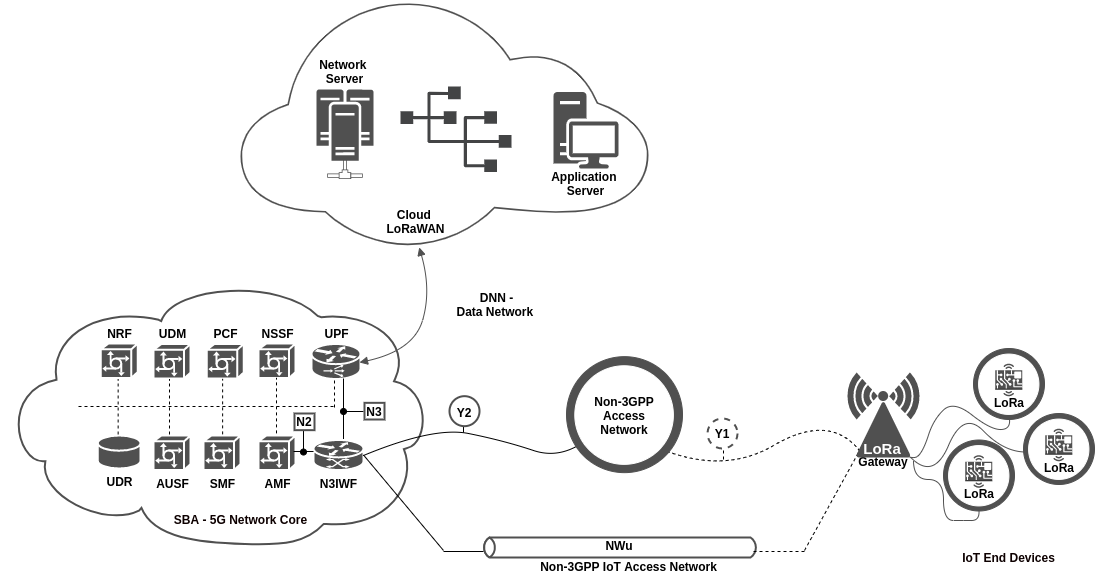 Network
Server
Application
Server
Cloud
LoRaWAN
DNN -
Data Network
NRF
UDM
PCF
NSSF
UPF
N3
N2
UDR
AUSF
SMF
AMF
N3IWF
SBA - 5G Network Core
Y2
Non-3GPP
Access
Network
Y1
LoRa
Gateway
LoRa
LoRa
LoRa
NWu
Non-3GPP IoT Access Network
IoT End Devices